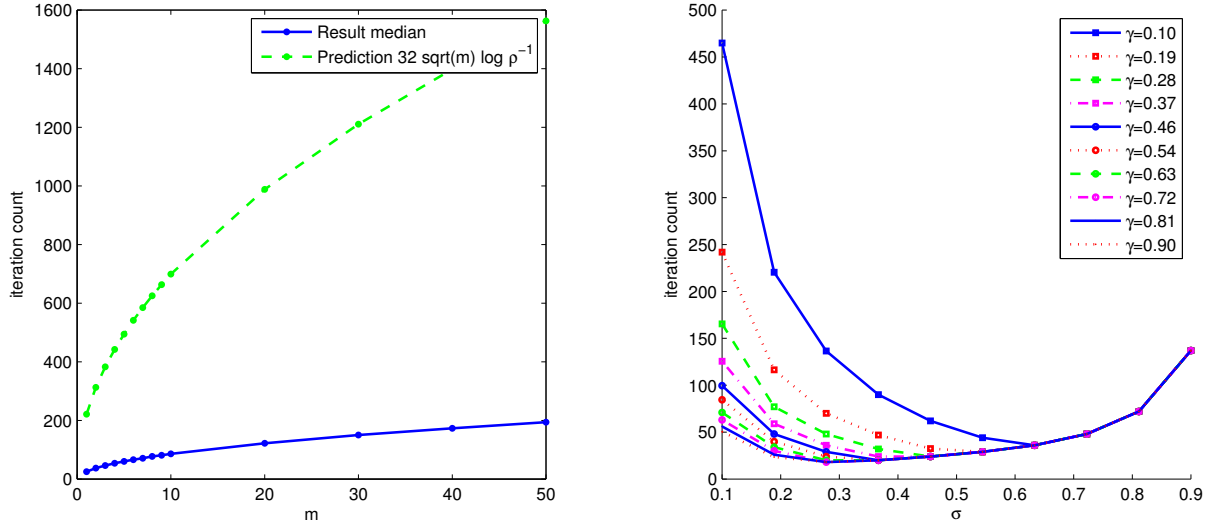 1600
1400
1200
1000
800
600
400
200
0
iteration count
0
10
20
30
40
50
m
Result median
Prediction 32 sqrt(m) log ρ⁻¹
500
450
400
350
300
250
200
150
100
50
0
iteration count
0.1
0.2
0.3
0.4
0.5
0.6
0.7
0.8
0.9
σ
γ=0.10
γ=0.19
γ=0.28
γ=0.37
γ=0.46
γ=0.54
γ=0.63
γ=0.72
γ=0.81
γ=0.90